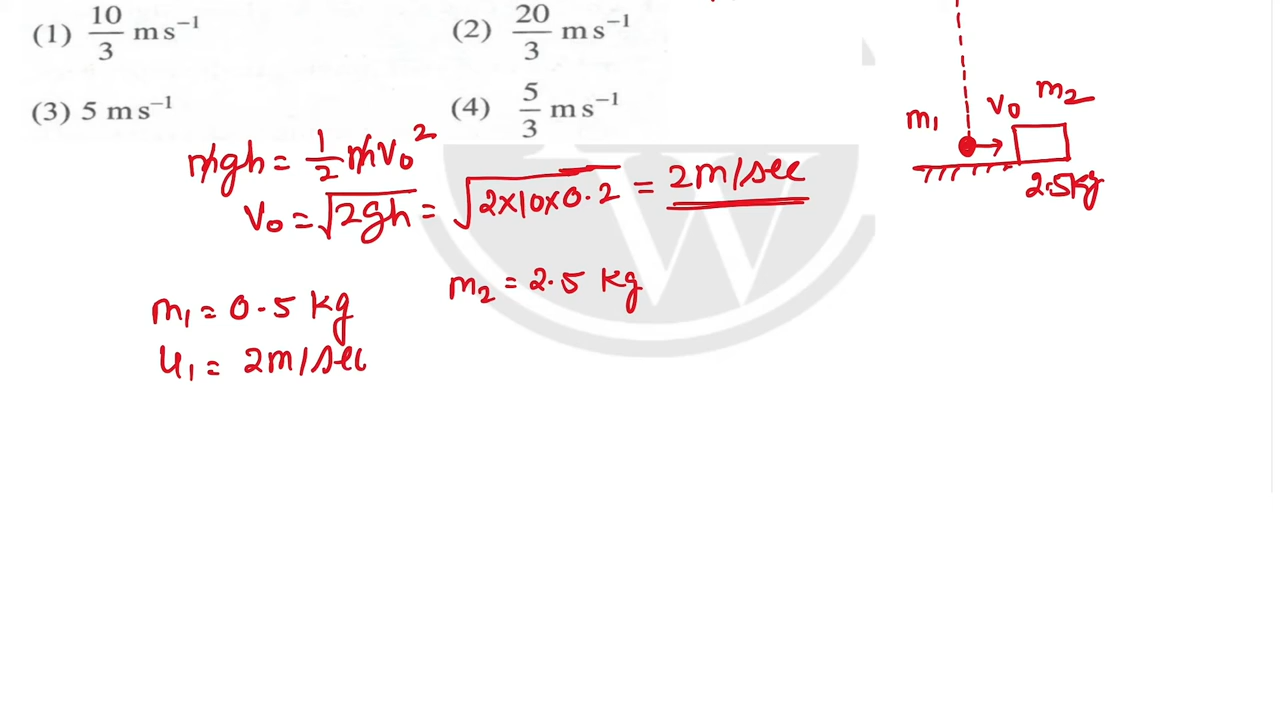 (1) 10/3 m s⁻¹ (2) 20/3 m s⁻¹
(3) 5 m s⁻¹ (4) 5/3 m s⁻¹
m₁ v₀ m₂
2.5kg
mgh = 1/2 mv₀²
v₀ = √2gh = √2×10×0.2 = 2m/sec
m₁ = 0.5 kg m₂ = 2.5 kg
u₁ = 2m/sec
W